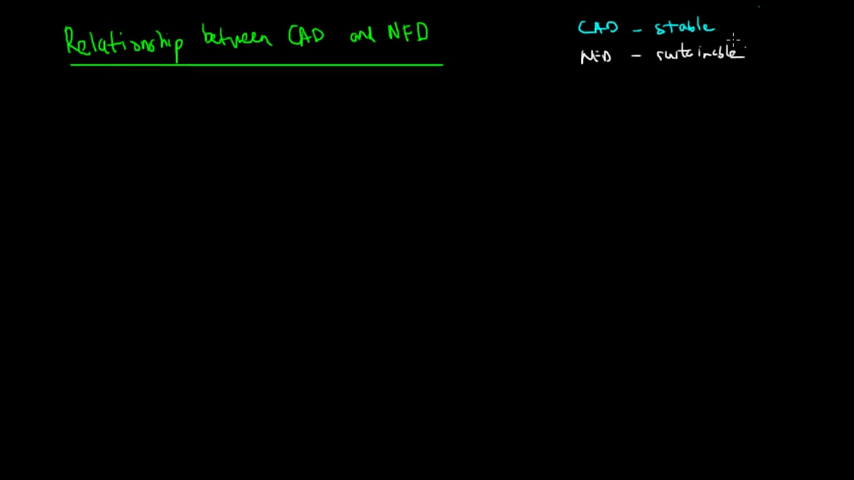 Relationship between CAD and NFD
CAD - stable
NFD - sustainable